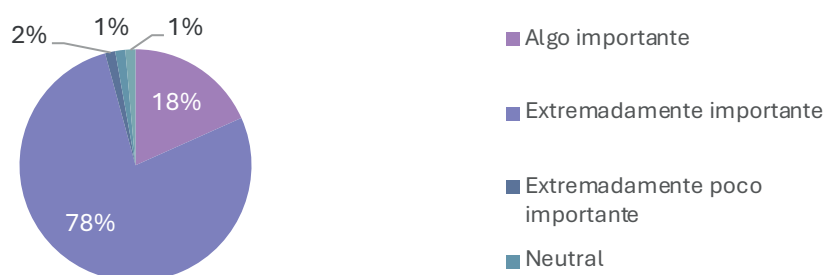 2%
1%
1%
18%
78%
Algo importante
Extremadamente importante
Extremadamente poco
importante
Neutral